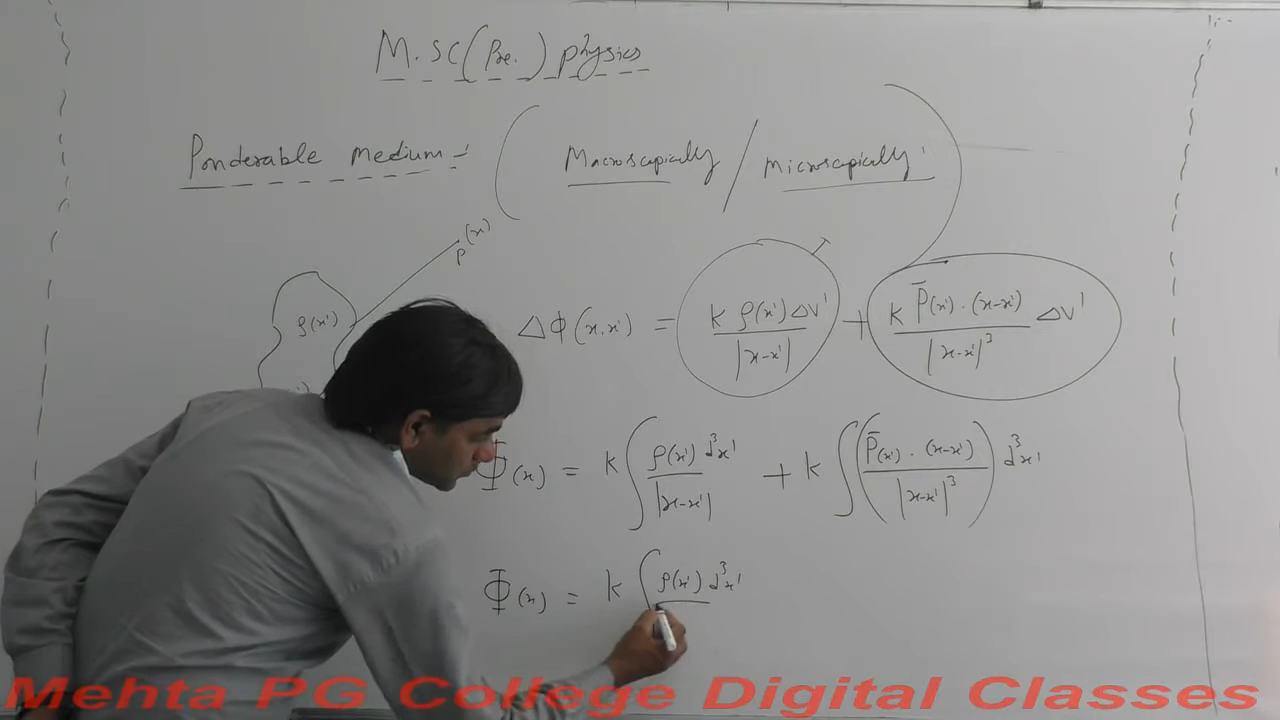 M.SC(Pre.) Physics
Ponderable medium - ( Macroscopically / Microscopically )
P(x)
ρ(x')
ΔΦ(x,x') = k ρ(x')ΔV' / |x-x'| + k P̄(x') · (x-x') / |x-x'|³ ΔV'
Φ(x) = k ∫ ρ(x') d³x' / |x-x'| + k ∫ ( P̄(x') · (x-x') / |x-x'|³ ) d³x'
Φ(x) = k ∫ ρ(x') d³x'
Mehta PG College Digital Classes